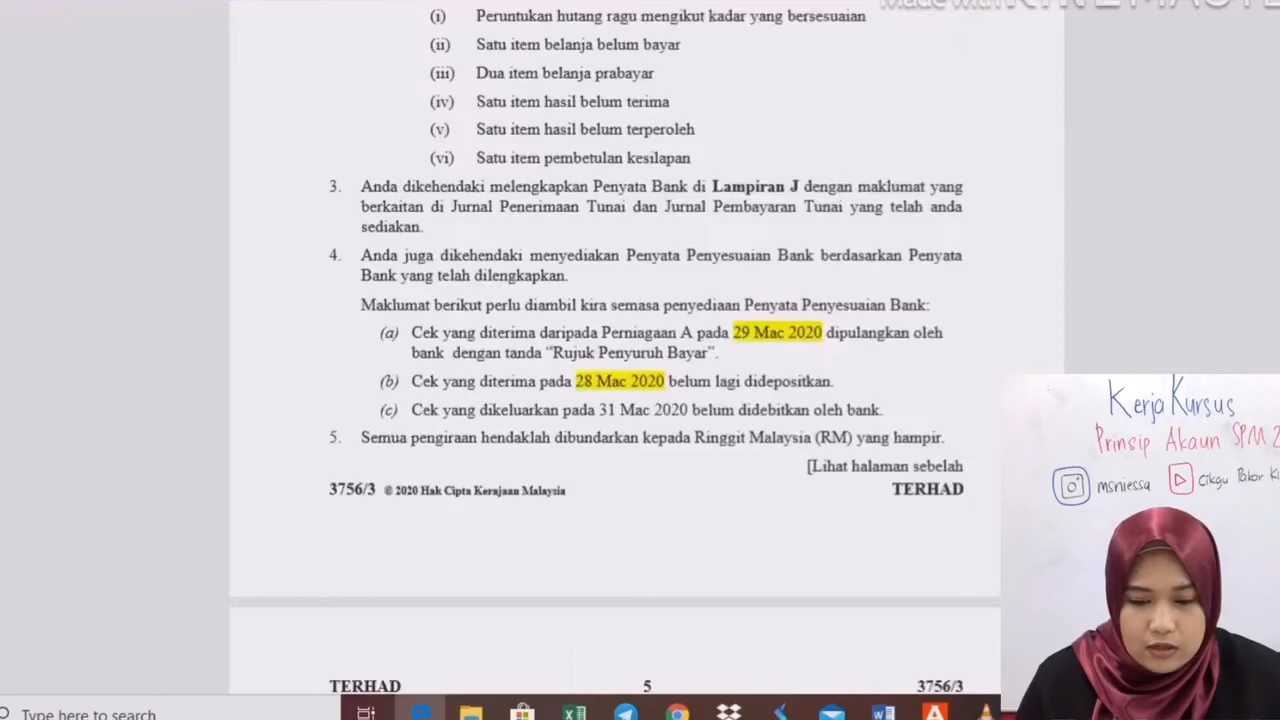 Made with KINEMASTER
(i) Peruntukan hutang ragu mengikut kadar yang bersesuaian
(ii) Satu item belanja belum bayar
(iii) Dua item belanja prabayar
(iv) Satu item hasil belum terima
(v) Satu item hasil belum terperoleh
(vi) Satu item pembetulan kesilapan
3. Anda dikehendaki melengkapkan Penyata Bank di Lampiran J dengan maklumat yang
berkaitan di Jurnal Penerimaan Tunai dan Jurnal Pembayaran Tunai yang telah anda
sediakan.
4. Anda juga dikehendaki menyediakan Penyata Penyesuaian Bank berdasarkan Penyata
Bank yang telah dilengkapkan.
Maklumat berikut perlu diambil kira semasa penyediaan Penyata Penyesuaian Bank:
(a) Cek yang diterima daripada Perniagaan A pada 29 Mac 2020 dipulangkan oleh
bank dengan tanda “Rujuk Penyuruh Bayar”.
(b) Cek yang diterima pada 28 Mac 2020 belum lagi didepositkan.
(c) Cek yang dikeluarkan pada 31 Mac 2020 belum didebitkan oleh bank.
5. Semua pengiraan hendaklah dibundarkan kepada Ringgit Malaysia (RM) yang hampir.
[Lihat halaman sebelah
3756/3 © 2020 Hak Cipta Kerajaan Malaysia TERHAD
TERHAD 5 3756/3
Kerja Kursus
Prinsip Akaun SPM 2
msniessa Cikgu Pakar
Type here to search